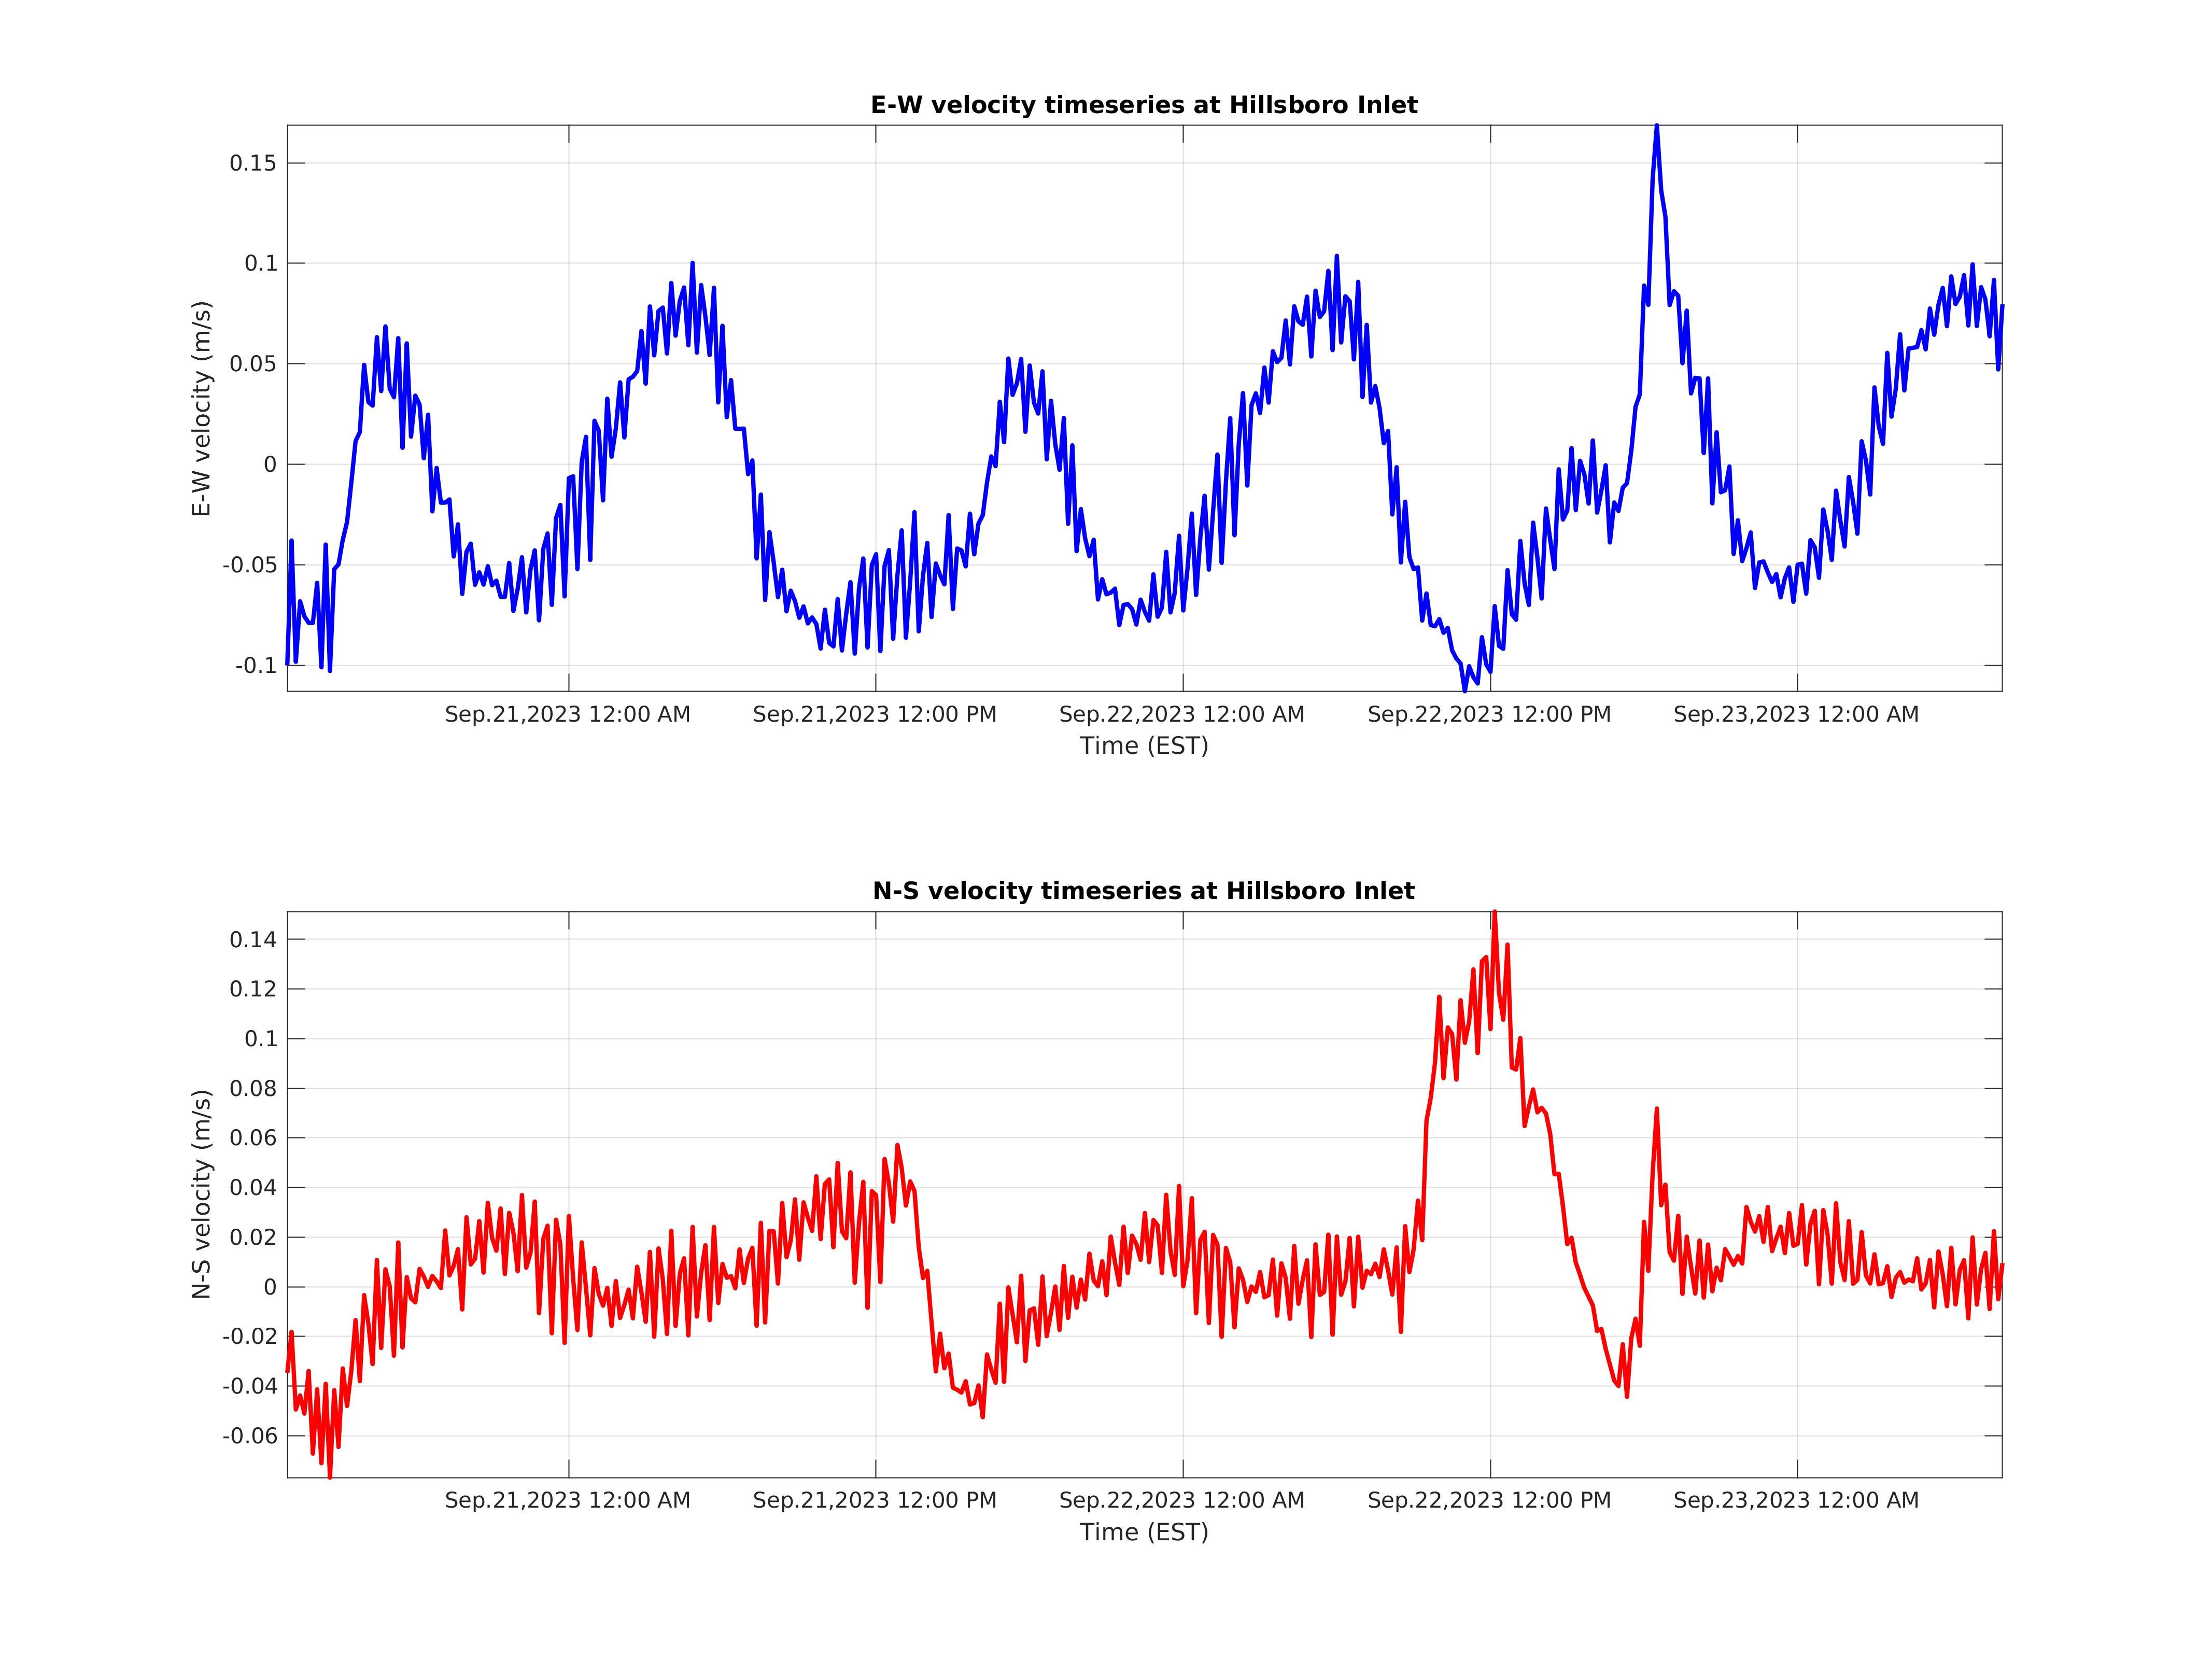 E-W velocity timeseries at Hillsboro Inlet
0.15
0.1
0.05
0
-0.05
-0.1
E-W velocity (m/s)
Sep.21,2023 12:00 AM Sep.21,2023 12:00 PM Sep.22,2023 12:00 AM Sep.22,2023 12:00 PM Sep.23,2023 12:00 AM
Time (EST)
N-S velocity timeseries at Hillsboro Inlet
0.14
0.12
0.1
0.08
0.06
0.04
0.02
0
-0.02
-0.04
-0.06
N-S velocity (m/s)
Sep.21,2023 12:00 AM Sep.21,2023 12:00 PM Sep.22,2023 12:00 AM Sep.22,2023 12:00 PM Sep.23,2023 12:00 AM
Time (EST)